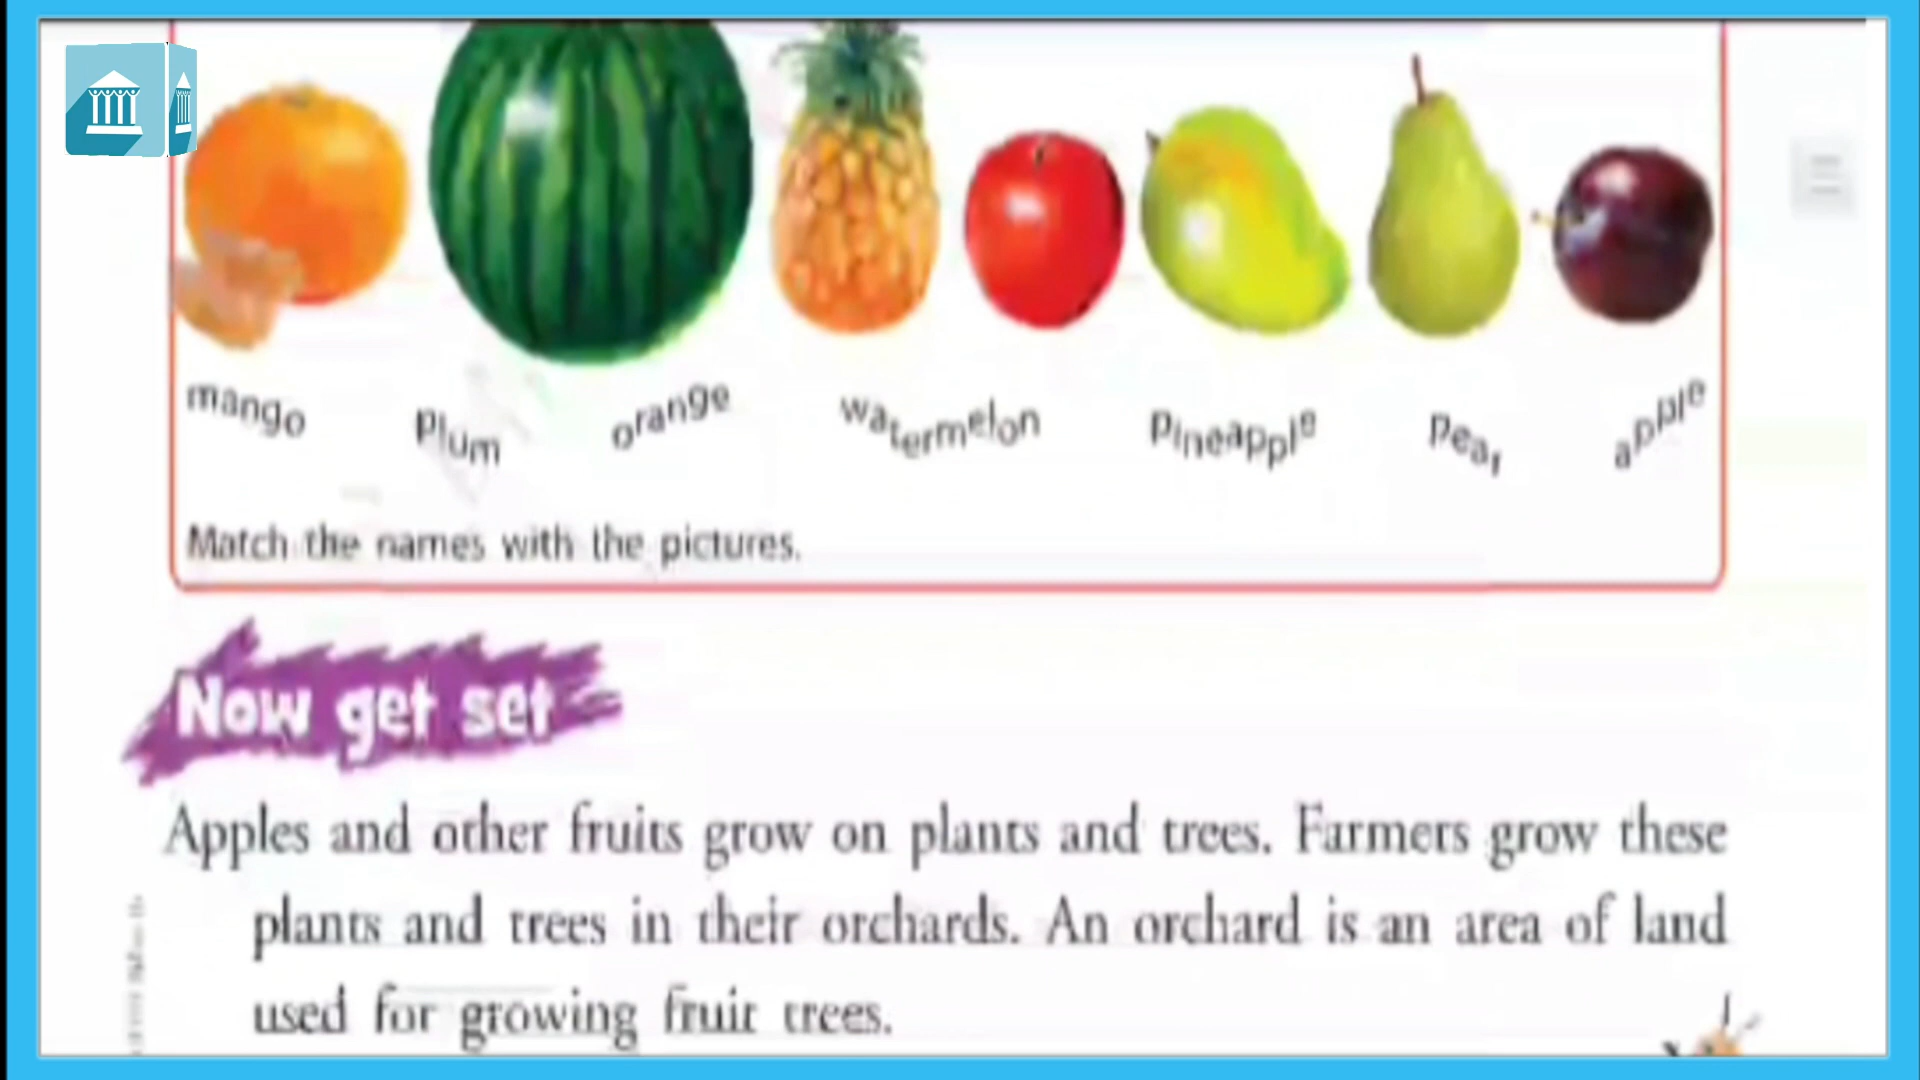 mango plum orange watermelon pineapple pear apple
Match the names with the pictures.
Now get set
Apples and other fruits grow on plants and trees. Farmers grow these
plants and trees in their orchards. An orchard is an area of land
used for growing fruit trees.